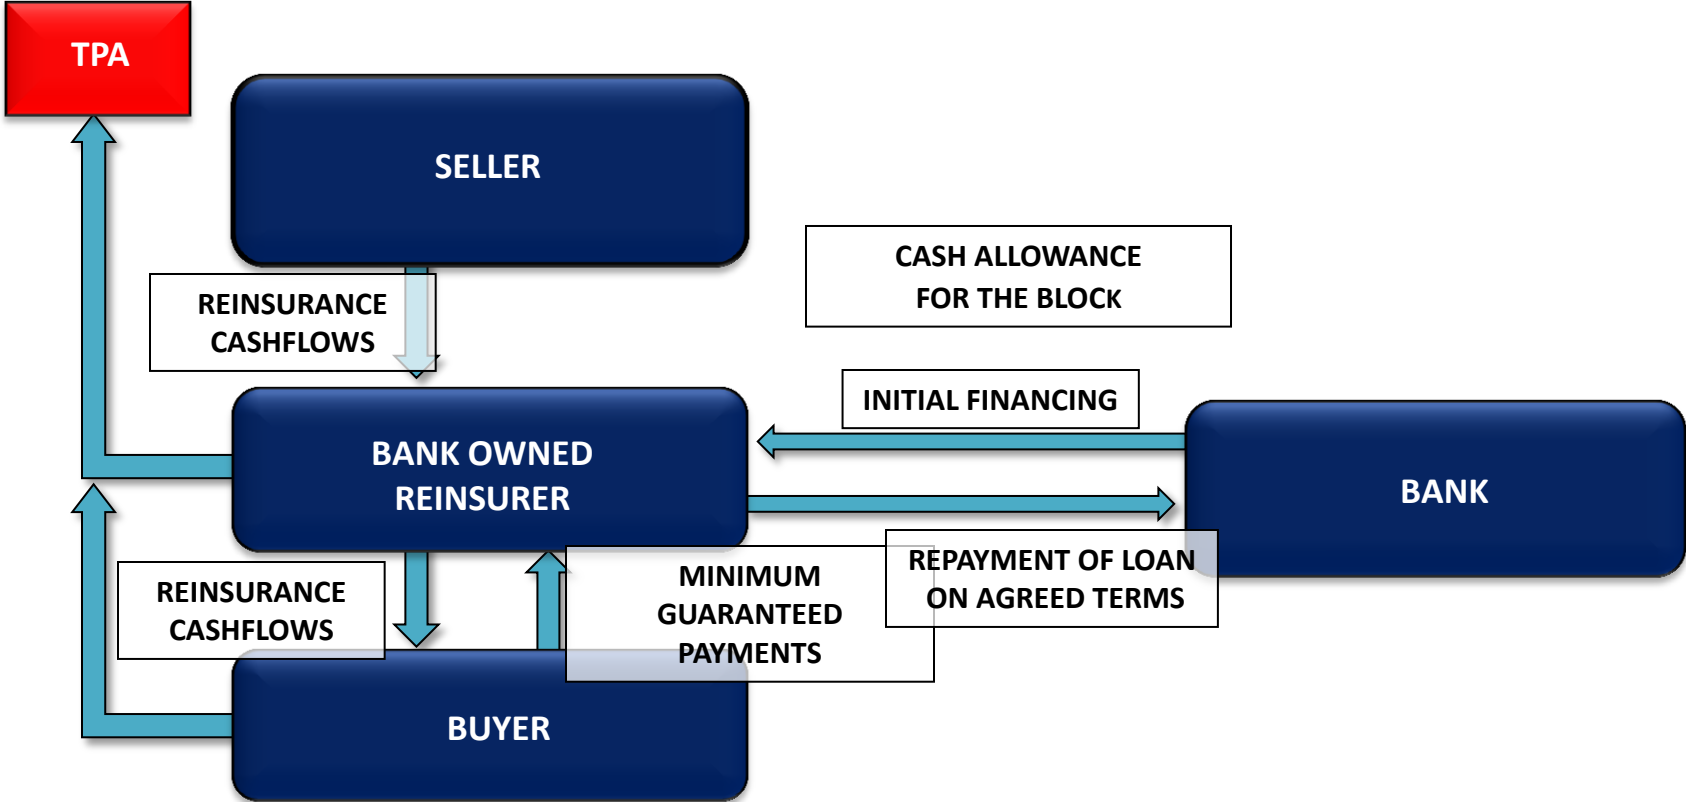 TPA
SELLER
CASH ALLOWANCE
FOR THE BLOCK
REINSURANCE
CASHFLOWS
INITIAL FINANCING
BANK OWNED
REINSURER
BANK
REPAYMENT OF LOAN
ON AGREED TERMS
MINIMUM
GUARANTEED
PAYMENTS
REINSURANCE
CASHFLOWS
BUYER